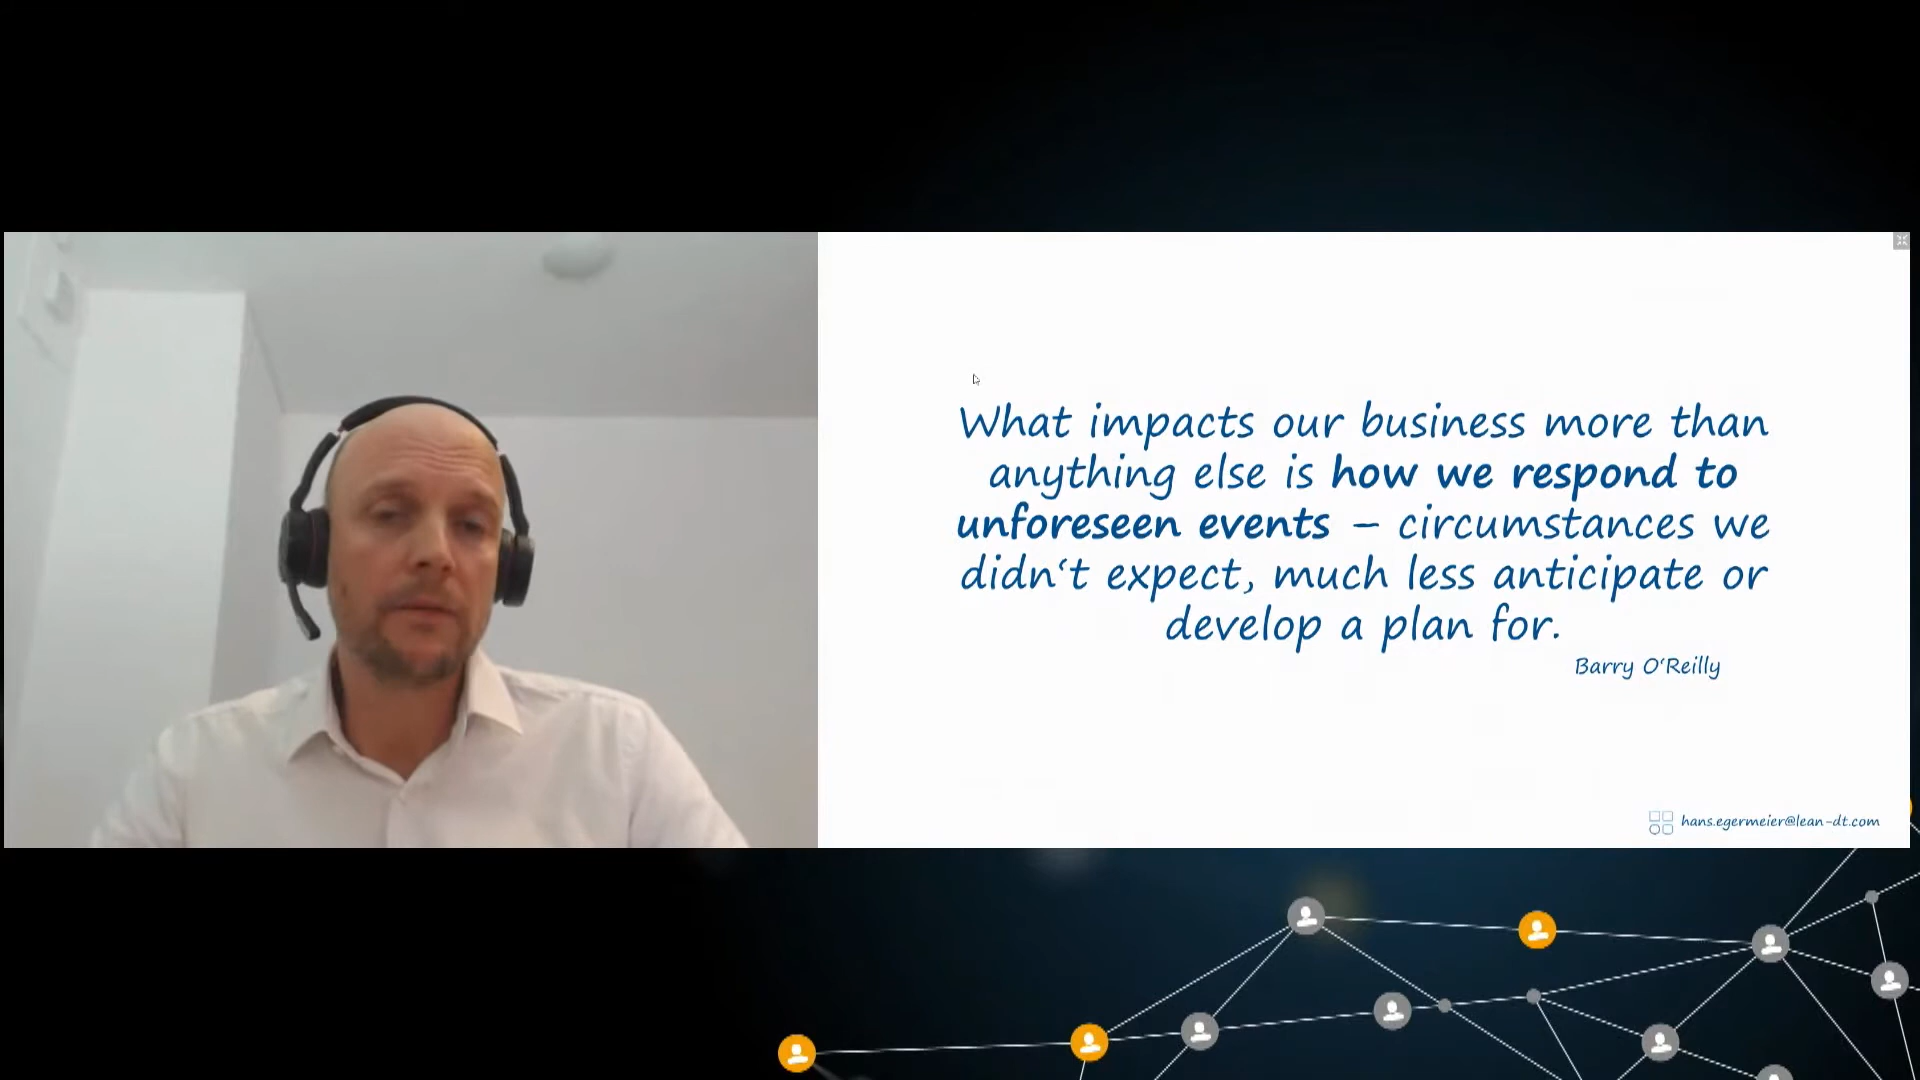 What impacts our business more than
anything else is how we respond to
unforeseen events – circumstances we
didn‘t expect, much less anticipate or
develop a plan for.
Barry O‘Reilly
hans.egermeier@lean-dt.com